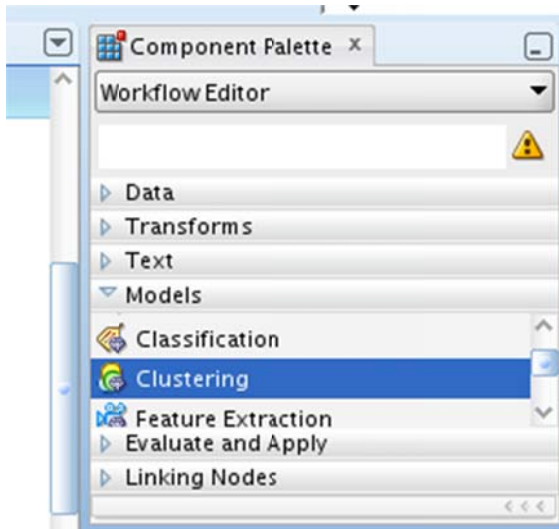 Component Palette x
Workflow Editor
Data
Transforms
Text
Models
Classification
Clustering
Feature Extraction
Evaluate and Apply
Linking Nodes